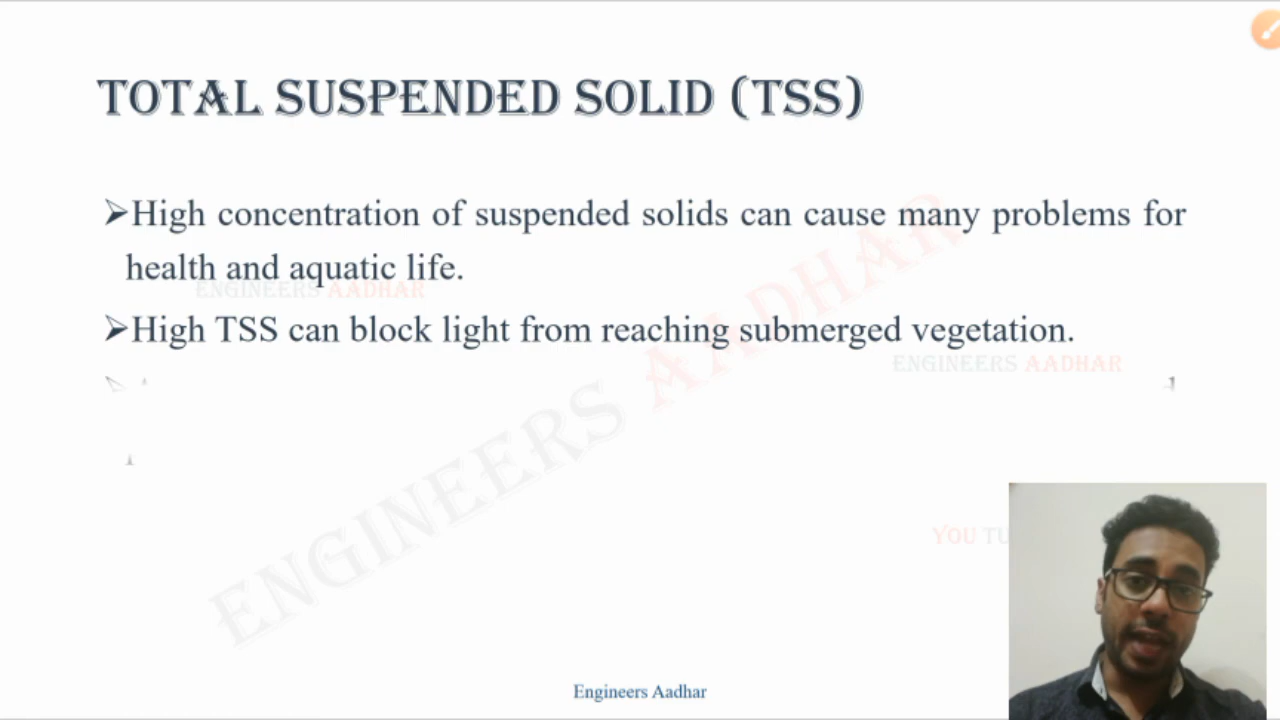 TOTAL SUSPENDED SOLID (TSS)
➢High concentration of suspended solids can cause many problems for
health and aquatic life.
ENGINEERS AADHAR
➢High TSS can block light from reaching submerged vegetation.
ENGINEERS AADHAR
ENGINEERS AADHAR
YOU
Engineers Aadhar